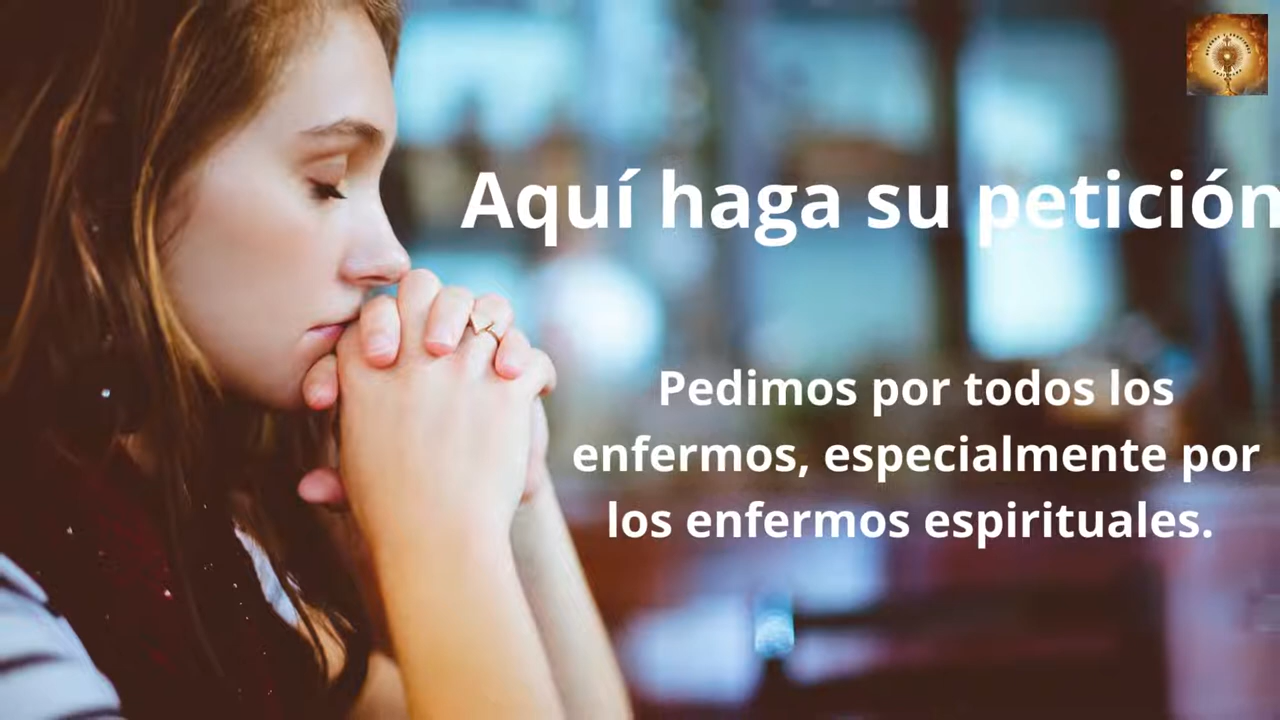 Aquí haga su petición
Pedimos por todos los
enfermos, especialmente por
los enfermos espirituales.